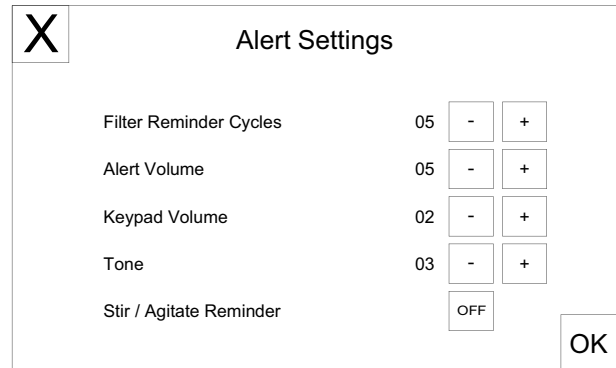 X
Alert Settings
Filter Reminder Cycles 05 - +
Alert Volume 05 - +
Keypad Volume 02 - +
Tone 03 - +
Stir / Agitate Reminder OFF
OK